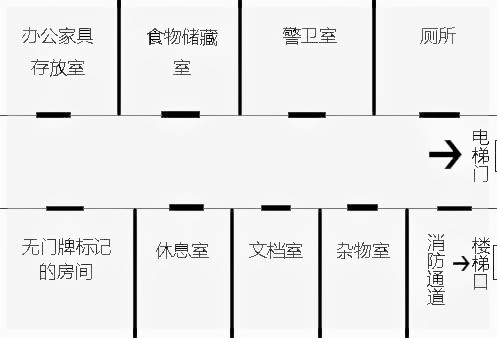 办公家具
存放室
食物储藏
室
警卫室
厕所
电梯门
无门牌标记
的房间
休息室
文档室
杂物室
消防通道
楼梯口